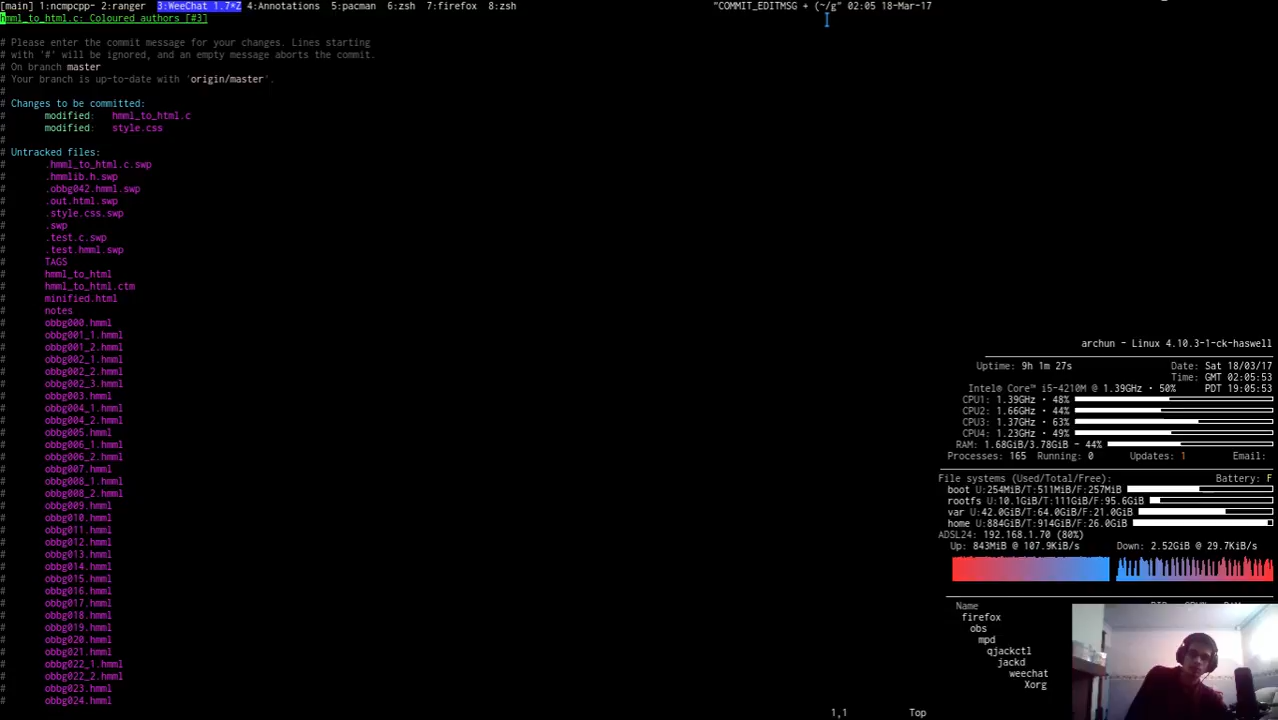 [main] 1:ncmpcpp- 2:ranger 3:WeeChat 1.7*Z 4:Annotations 5:pacman 6:zsh 7:firefox 8:zsh "COMMIT_EDITMSG + (~/g" 02:05 18-Mar-17
hmml_to_html.c: Coloured authors [#3]
# Please enter the commit message for your changes. Lines starting
# with '#' will be ignored, and an empty message aborts the commit.
# On branch master
# Your branch is up-to-date with 'origin/master'.
#
# Changes to be committed:
# modified: hmml_to_html.c
# modified: style.css
#
# Untracked files:
# .hmml_to_html.c.swp
# .hmmlib.h.swp
# .obbg042.hmml.swp
# .out.html.swp
# .style.css.swp
# .swp
# .test.c.swp
# .test.hmml.swp
# TAGS
# hmml_to_html
# hmml_to_html.ctm
# minified.html
# notes
# obbg000.hmml
# obbg001_1.hmml
# obbg001_2.hmml
# obbg002_1.hmml
# obbg002_2.hmml
# obbg002_3.hmml
# obbg003.hmml
# obbg004_1.hmml
# obbg004_2.hmml
# obbg005.hmml
# obbg006_1.hmml
# obbg006_2.hmml
# obbg007.hmml
# obbg008_1.hmml
# obbg008_2.hmml
# obbg009.hmml
# obbg010.hmml
# obbg011.hmml
# obbg012.hmml
# obbg013.hmml
# obbg014.hmml
# obbg015.hmml
# obbg016.hmml
# obbg017.hmml
# obbg018.hmml
# obbg019.hmml
# obbg020.hmml
# obbg021.hmml
# obbg022_1.hmml
# obbg022_2.hmml
# obbg023.hmml
# obbg024.hmml
1,1 Top
archun - Linux 4.10.3-1-ck-haswell
Uptime: 9h 1m 27s Date: Sat 18/03/17
Time: GMT 02:05:53
PDT 19:05:53
Intel® Core™ i5-4210M @ 1.39GHz • 50%
CPU1: 1.39GHz • 48%
CPU2: 1.66GHz • 44%
CPU3: 1.37GHz • 63%
CPU4: 1.23GHz • 49%
RAM: 1.68GiB/3.78GiB - 44%
Processes: 165 Running: 0 Updates: 1 Email:
File systems (Used/Total/Free): Battery: F
boot U:254MiB/T:511MiB/F:257MiB
rootfs U:10.1GiB/T:111GiB/F:95.6GiB
var U:42.0GiB/T:64.0GiB/F:21.0GiB
home U:884GiB/T:914GiB/F:26.0GiB
ADSL24: 192.168.1.70 (80%)
Up: 843MiB @ 107.9KiB/s Down: 2.52GiB @ 29.7KiB/s
Name
firefox
obs
mpd
qjackctl
jackd
weechat
Xorg